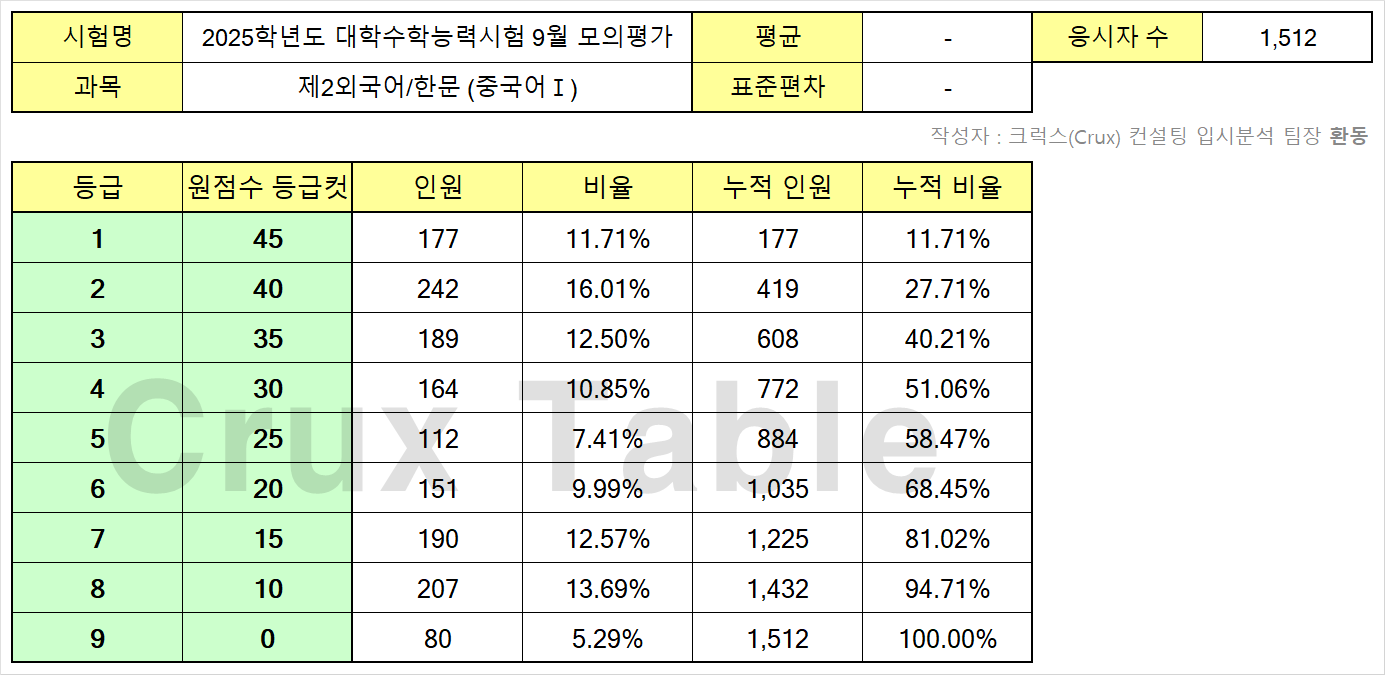 시험명 2025학년도 대학수학능력시험 9월 모의평가 평균 - 응시자 수 1,512
과목 제2외국어/한문 (중국어Ⅰ) 표준편차 -
작성자 : 크럭스(Crux) 컨설팅 입시분석 팀장 환동
등급 원점수 등급컷 인원 비율 누적 인원 누적 비율
1 45 177 11.71% 177 11.71%
2 40 242 16.01% 419 27.71%
3 35 189 12.50% 608 40.21%
4 30 164 10.85% 772 51.06%
5 25 112 7.41% 884 58.47%
6 20 151 9.99% 1,035 68.45%
7 15 190 12.57% 1,225 81.02%
8 10 207 13.69% 1,432 94.71%
9 0 80 5.29% 1,512 100.00%
Crux Table